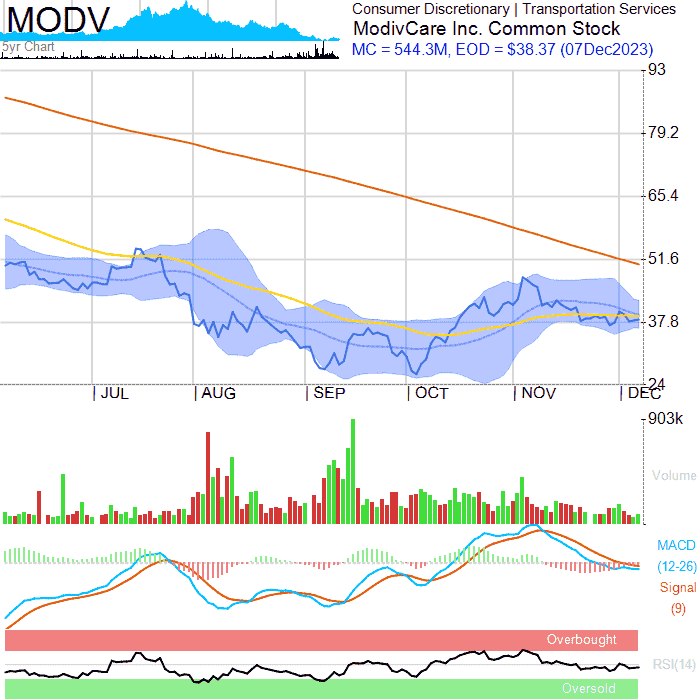 MODV
5yr Chart
Consumer Discretionary | Transportation Services
ModivCare Inc. Common Stock
MC = 544.3M, EOD = $38.37 (07Dec2023)
93
79.2
65.4
51.6
37.8
24
JUL AUG SEP OCT NOV DEC
903k
Volume
MACD
(12-26)
Signal
(9)
Overbought
RSI(14)
Oversold